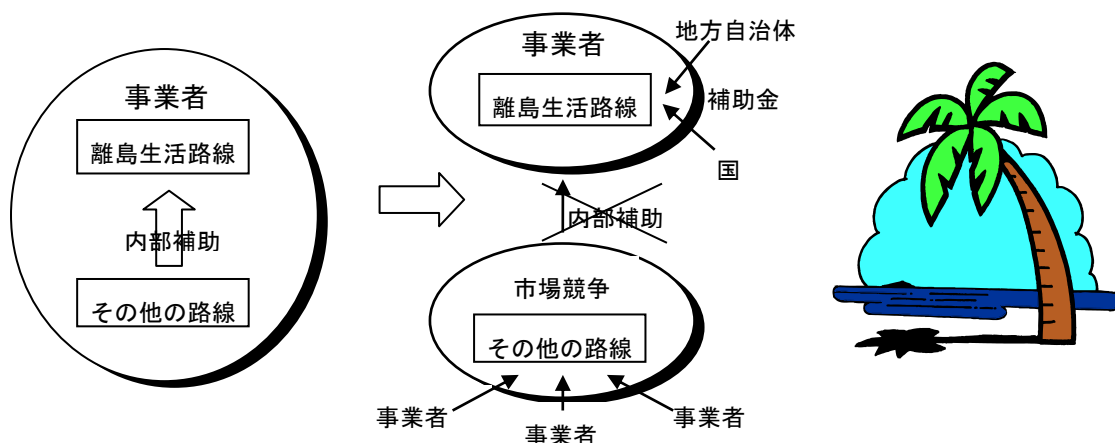 事業者
離島生活路線
内部補助
その他の路線
地方自治体
事業者
離島生活路線
補助金
国
内部補助
市場競争
その他の路線
事業者
事業者
事業者